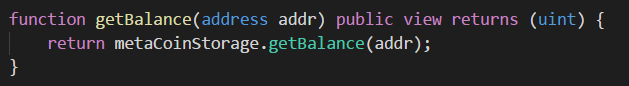 function getBalance(address addr) public view returns (uint) {
    return metaCoinStorage.getBalance(addr);
}